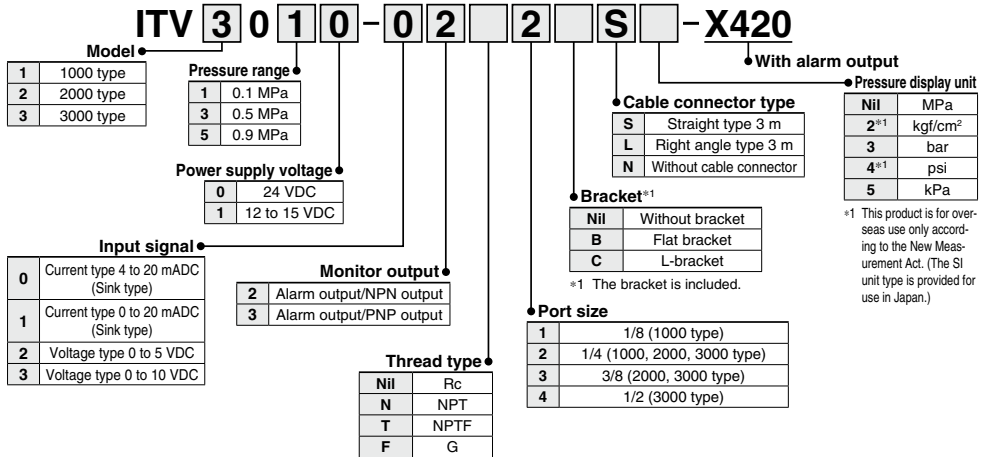 ITV 3 0 1 0 - 0 2 2 S - X420
Model
1 1000 type
2 2000 type
3 3000 type
Pressure range
1 0.1 MPa
3 0.5 MPa
5 0.9 MPa
Power supply voltage
0 24 VDC
1 12 to 15 VDC
Input signal
0 Current type 4 to 20 mADC
(Sink type)
1 Current type 0 to 20 mADC
(Sink type)
2 Voltage type 0 to 5 VDC
3 Voltage type 0 to 10 VDC
Monitor output
2 Alarm output/NPN output
3 Alarm output/PNP output
Thread type
Nil Rc
N NPT
T NPTF
F G
Port size
1 1/8 (1000 type)
2 1/4 (1000, 2000, 3000 type)
3 3/8 (2000, 3000 type)
4 1/2 (3000 type)
Bracket*1
Nil Without bracket
B Flat bracket
C L-bracket
*1 The bracket is included.
Cable connector type
S Straight type 3 m
L Right angle type 3 m
N Without cable connector
With alarm output
Pressure display unit
Nil MPa
2*1 kgf/cm²
3 bar
4*1 psi
5 kPa
*1 This product is for over-
seas use only accord-
ing to the New Meas-
urement Act. (The SI
unit type is provided for
use in Japan.)